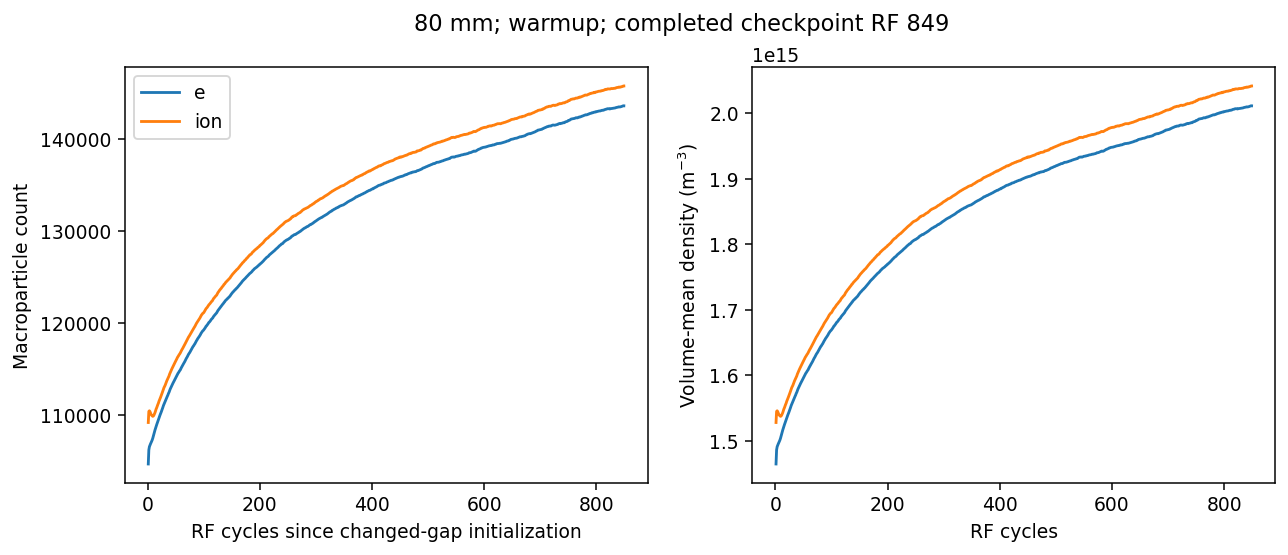 80 mm; warmup; completed checkpoint RF 849
e
ion
Macroparticle count
140000
130000
120000
110000
0 200 400 600 800
RF cycles since changed-gap initialization
1e15
Volume-mean density (m⁻³)
2.0
1.9
1.8
1.7
1.6
1.5
0 200 400 600 800
RF cycles